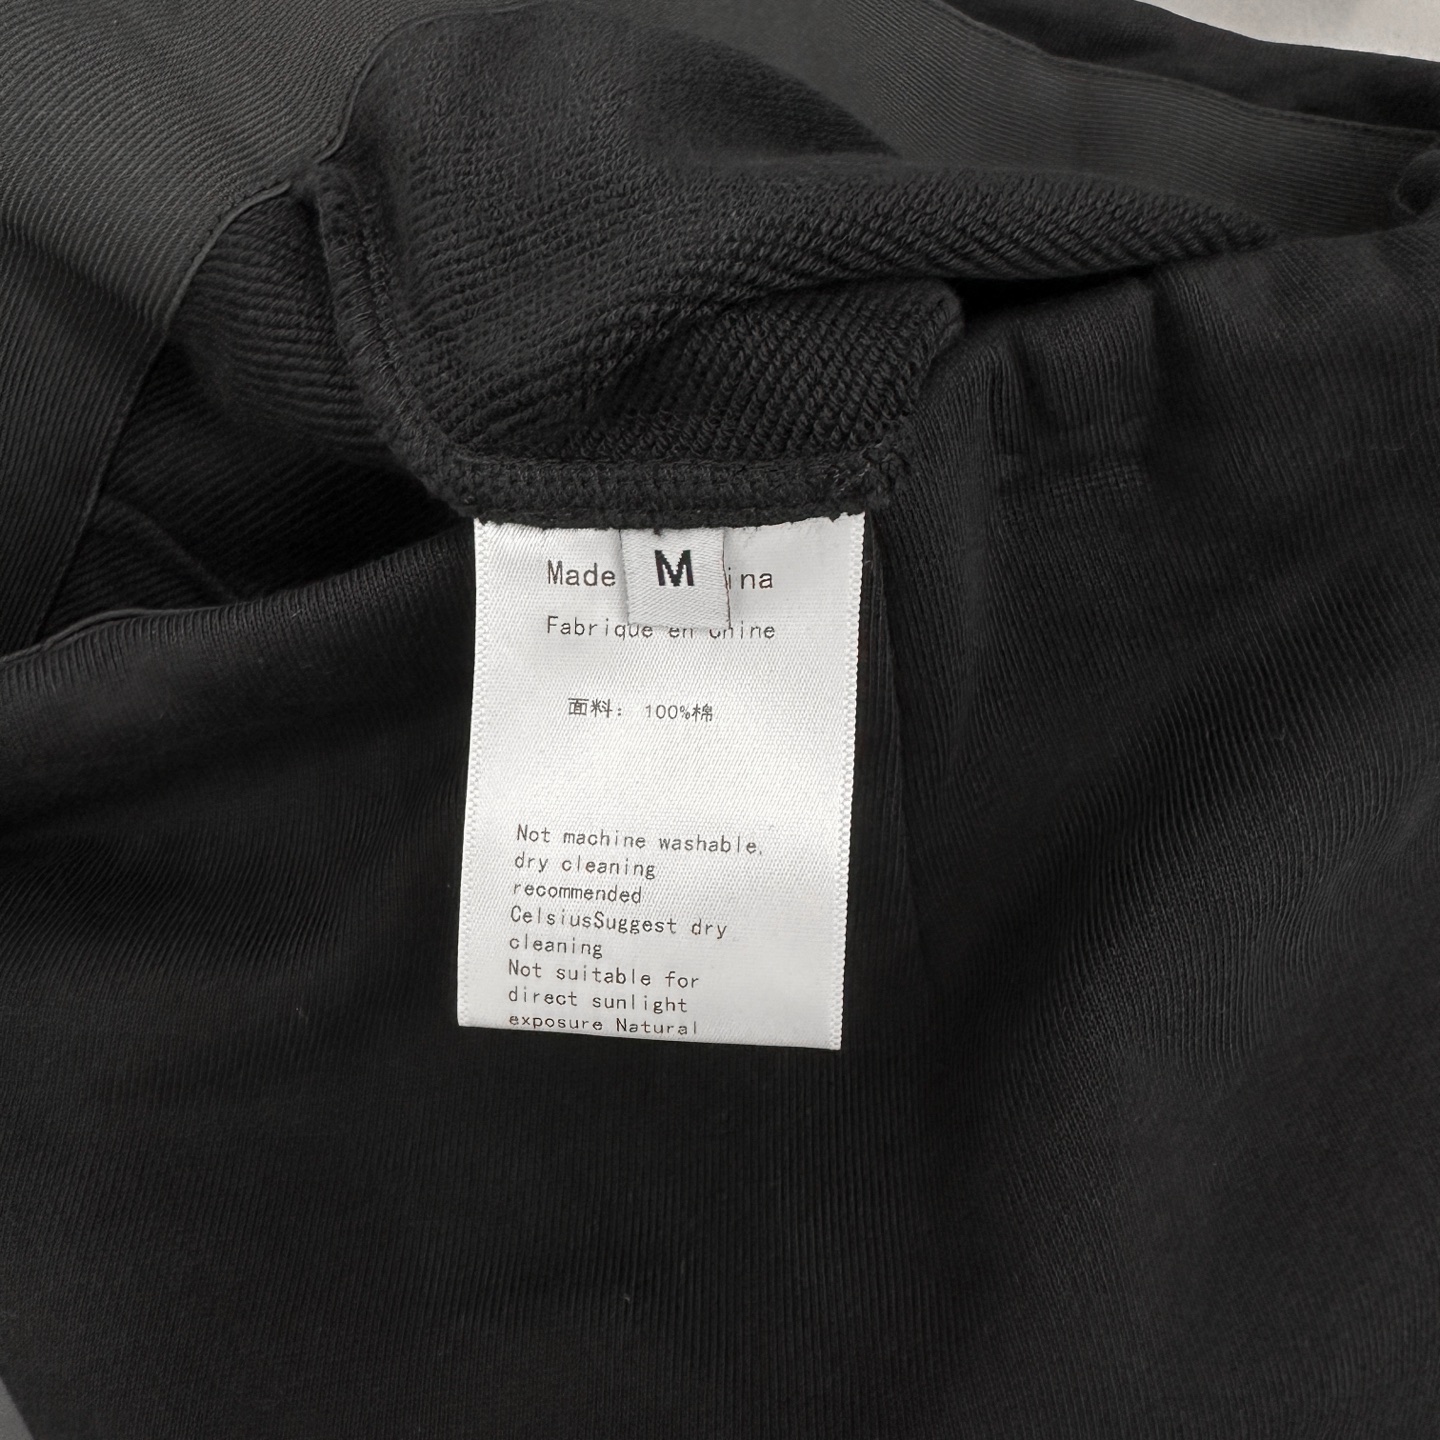 M
Made
Fabrique en Chine
面料: 100%棉
Not machine washable,
dry cleaning
recommended
CelsiusSuggest dry
cleaning
Not suitable for
direct sunlight
exposure Natural